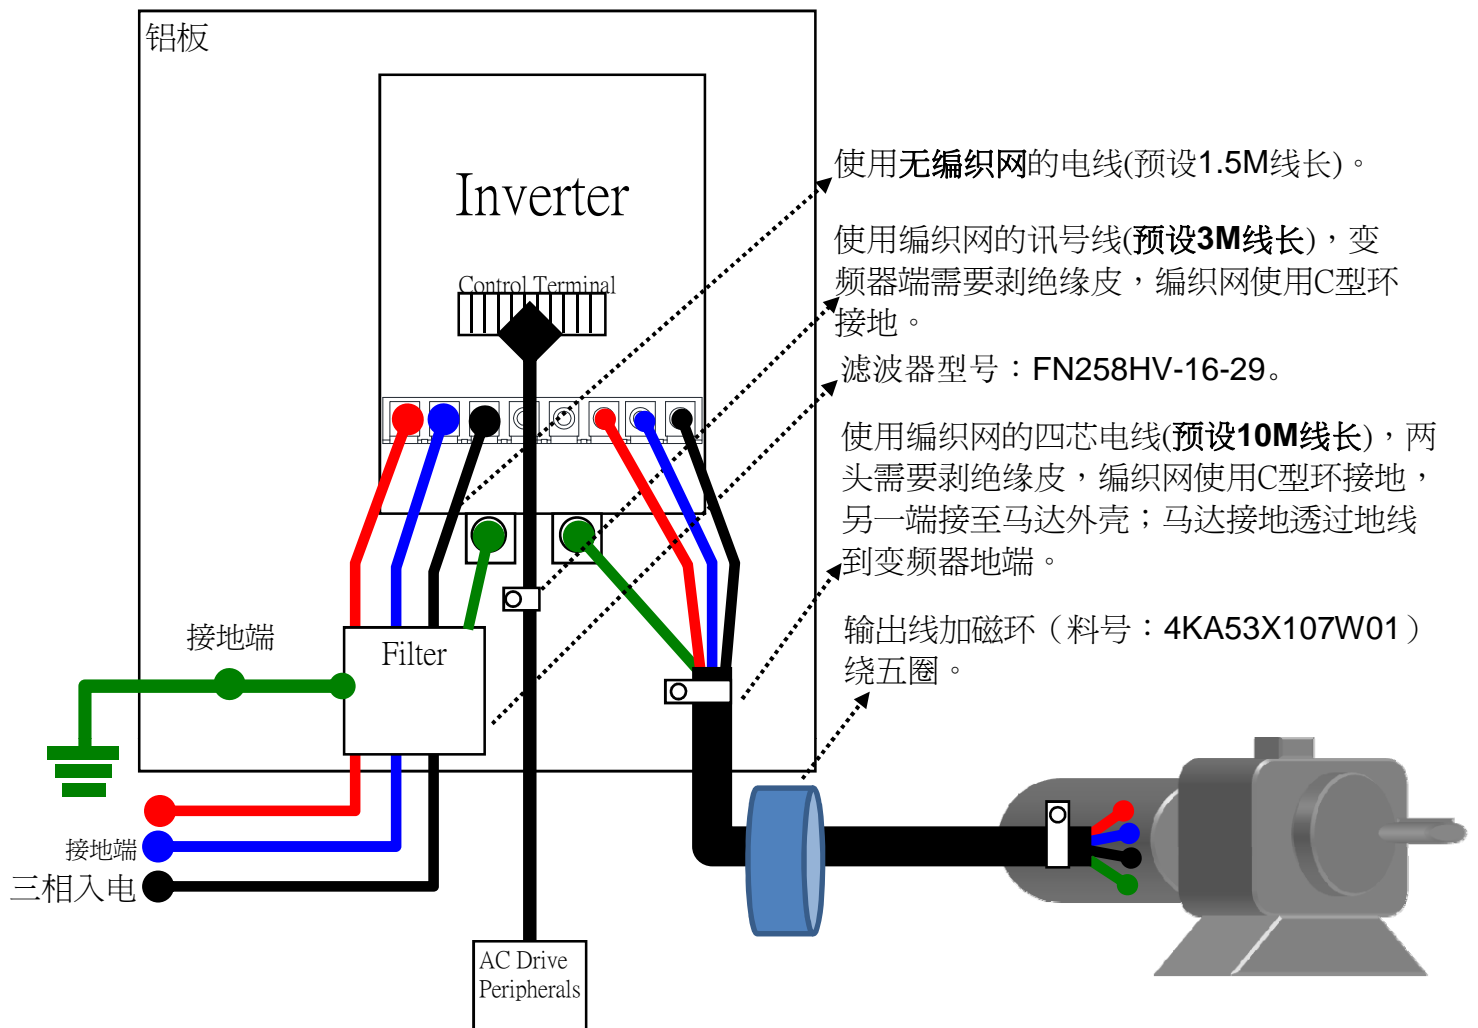 铝板
Inverter
Control Terminal
使用无编织网的电线(预设1.5M线长)。
使用编织网的讯号线(预设3M线长)，变
频器端需要剥绝缘皮，编织网使用C型环
接地。
滤波器型号：FN258HV-16-29。
使用编织网的四芯电线(预设10M线长)，两
头需要剥绝缘皮，编织网使用C型环接地，
另一端接至马达外壳；马达接地透过地线
到变频器地端。
输出线加磁环（料号：4KA53X107W01）
绕五圈。
接地端
Filter
接地端
三相入电
AC Drive
Peripherals